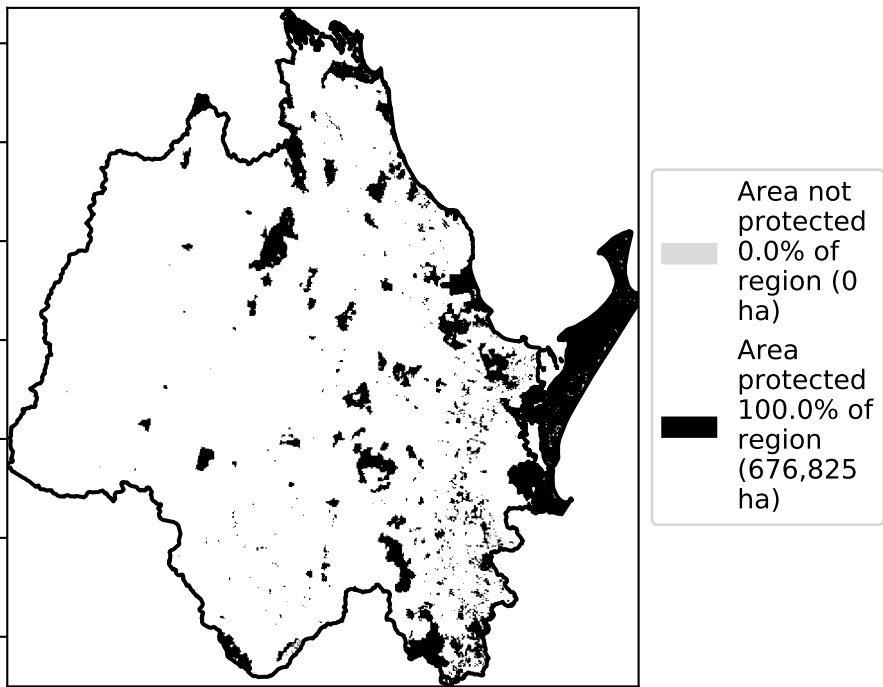 Area not
protected
0.0% of
region (0
ha)
Area
protected
100.0% of
region
(676,825
ha)